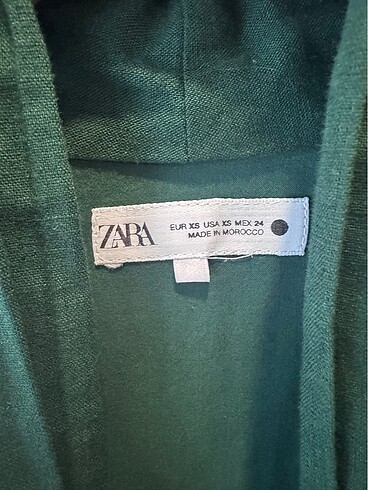 ZARA
EUR XS USA XS MEX 24
MADE IN MOROCCO